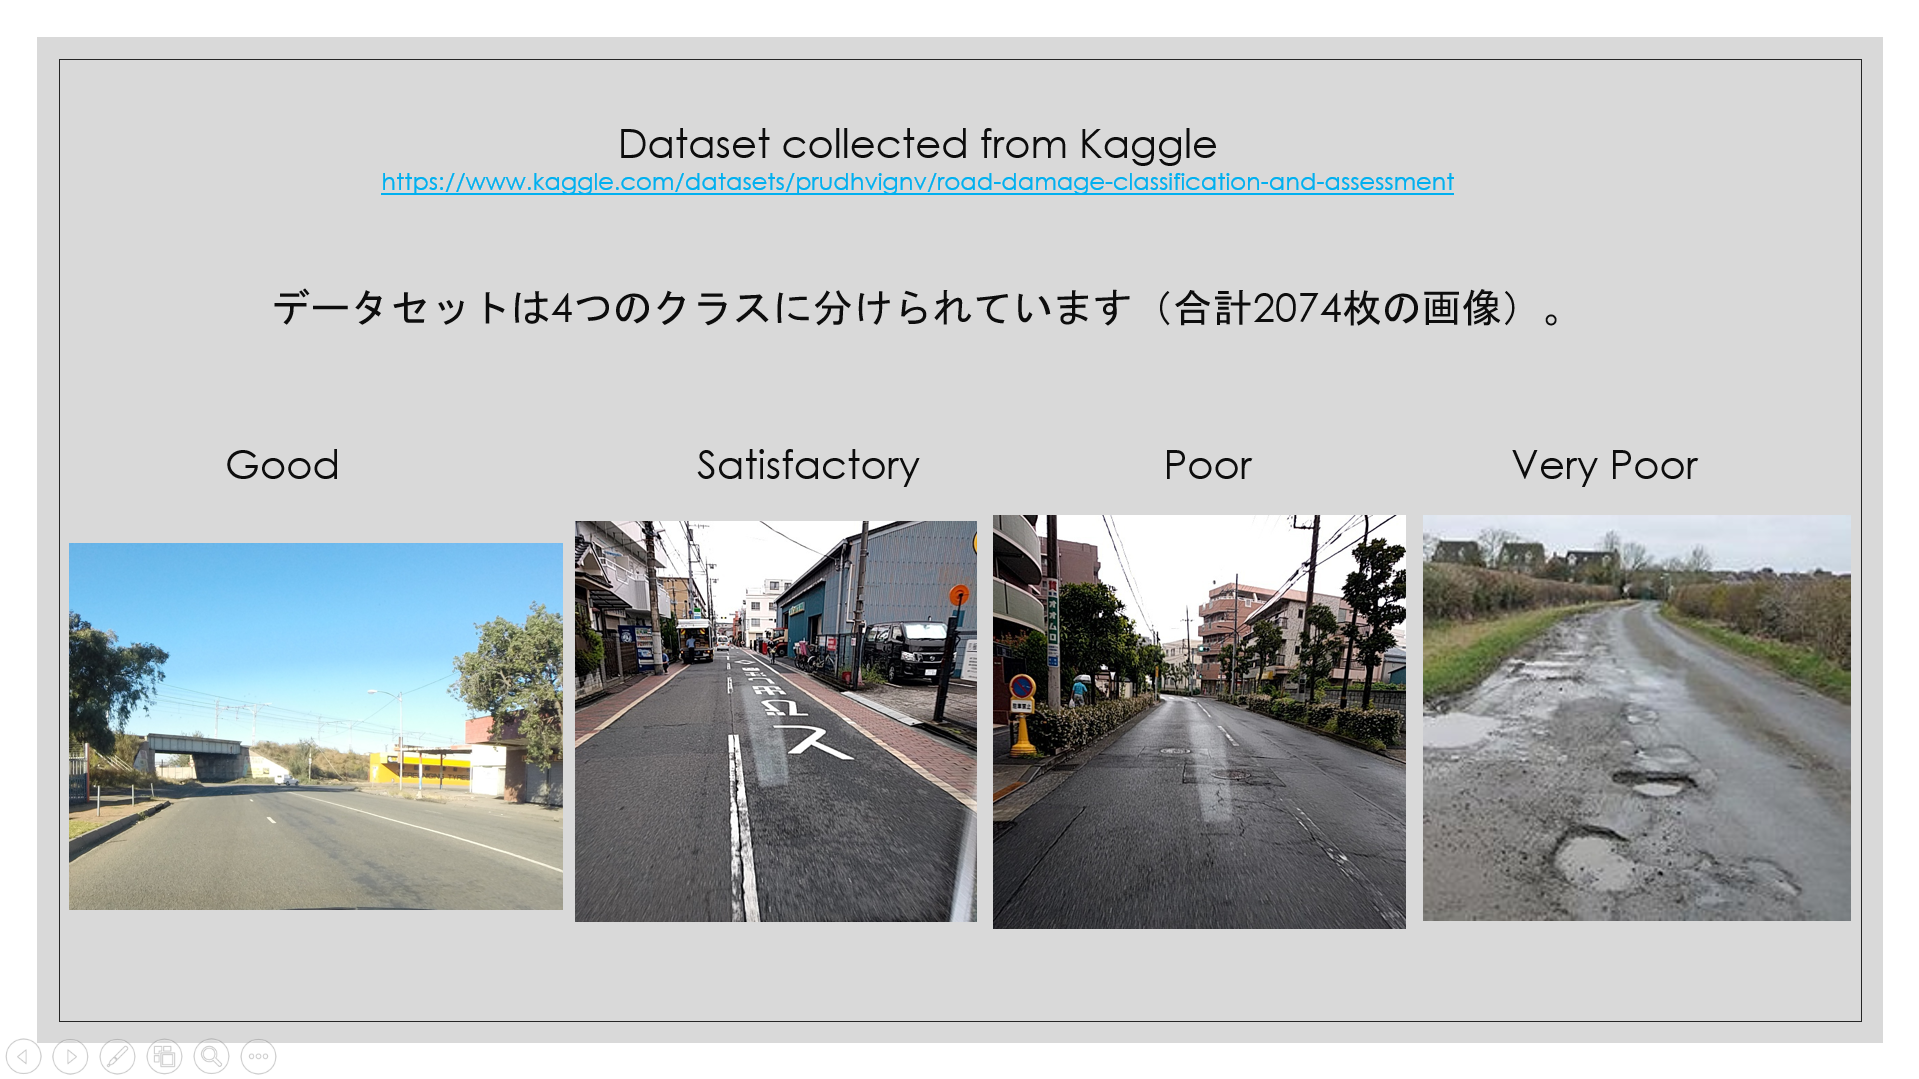 Dataset collected from Kaggle
https://www.kaggle.com/datasets/prudhvignv/road-damage-classification-and-assessment
データセットは4つのクラスに分けられています（合計2074枚の画像）。
Good
Satisfactory
Poor
Very Poor